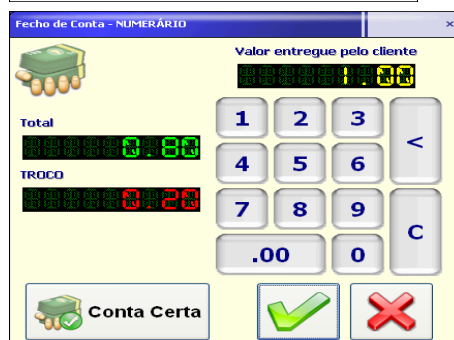 Fecho de Conta - NUMERÁRIO
×
Valor entregue pelo cliente
1.00
Total
0.80
TROCO
0.20
1 2 3 <
4 5 6
7 8 9 C
.00 0
Conta Certa